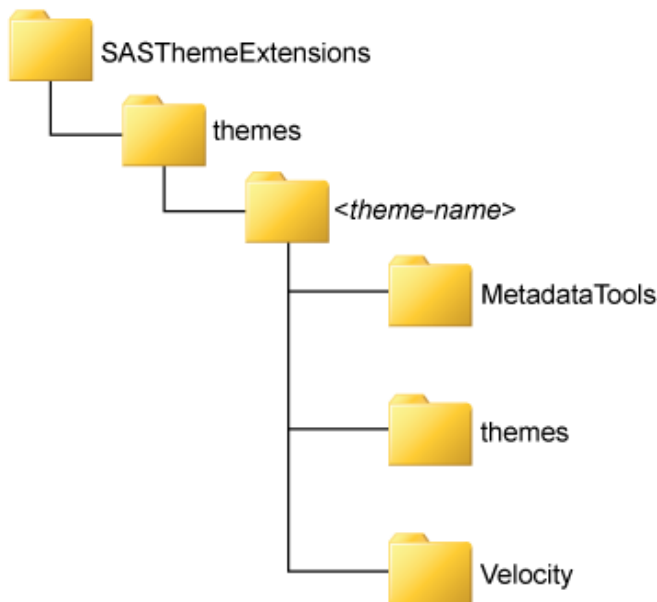 SASThemeExtensions
themes
<theme-name>
MetadataTools
themes
Velocity